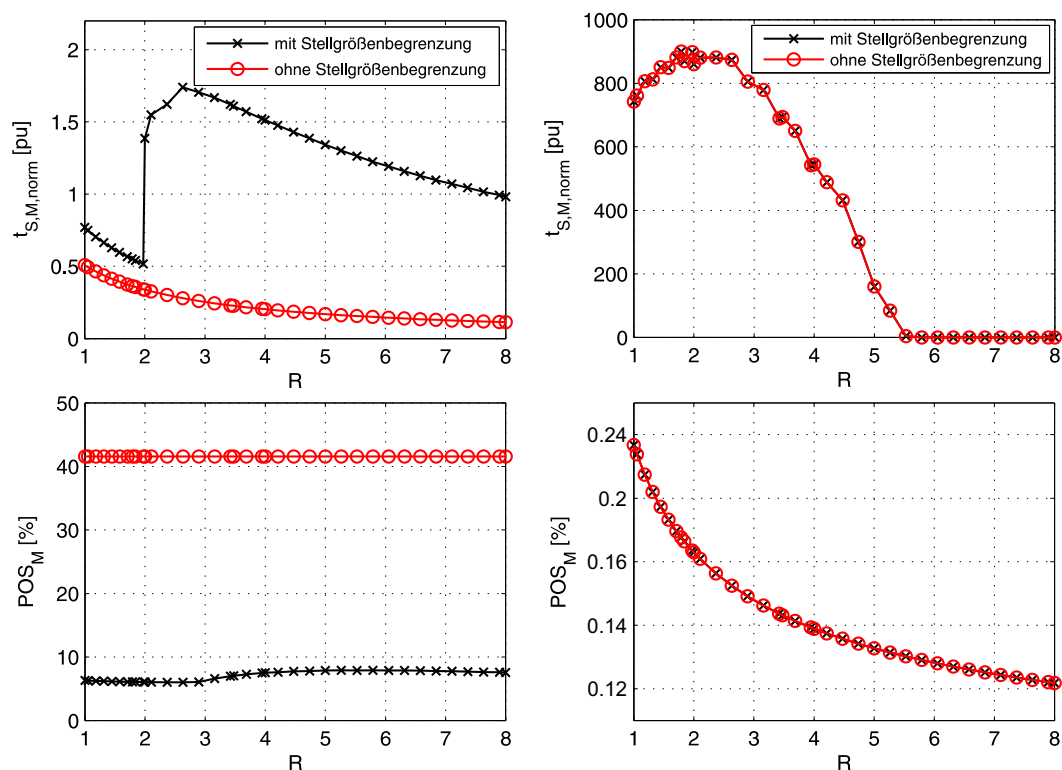 2
1.5
1
0.5
0
t_{S,M,norm} [pu]
mit Stellgrößenbegrenzung
ohne Stellgrößenbegrenzung
1 2 3 4 5 6 7 8
R
1000
800
600
400
200
0
t_{S,M,norm} [pu]
mit Stellgrößenbegrenzung
ohne Stellgrößenbegrenzung
1 2 3 4 5 6 7 8
R
50
40
30
20
10
0
POS_M [%]
1 2 3 4 5 6 7 8
R
0.24
0.2
0.16
0.14
0.12
POS_M [%]
1 2 3 4 5 6 7 8
R